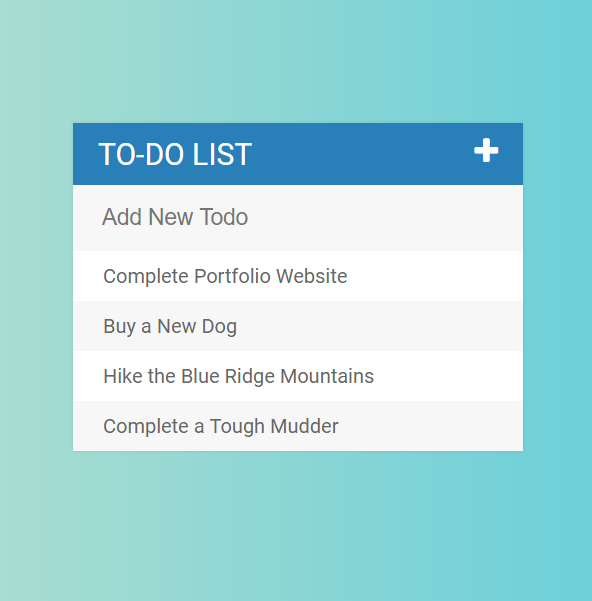 TO-DO LIST
Add New Todo
Complete Portfolio Website
Buy a New Dog
Hike the Blue Ridge Mountains
Complete a Tough Mudder